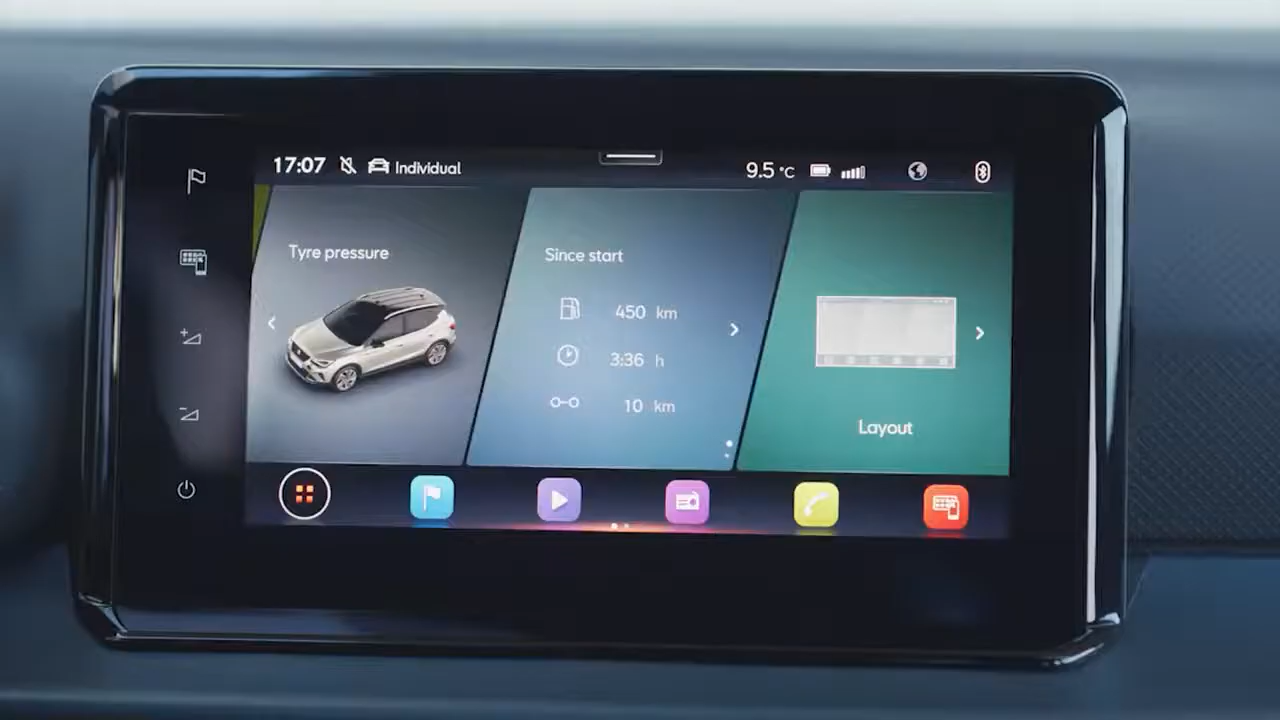 17:07 Individual 9.5 °C
Tyre pressure
Since start
450 km
3:36 h
10 km
Layout